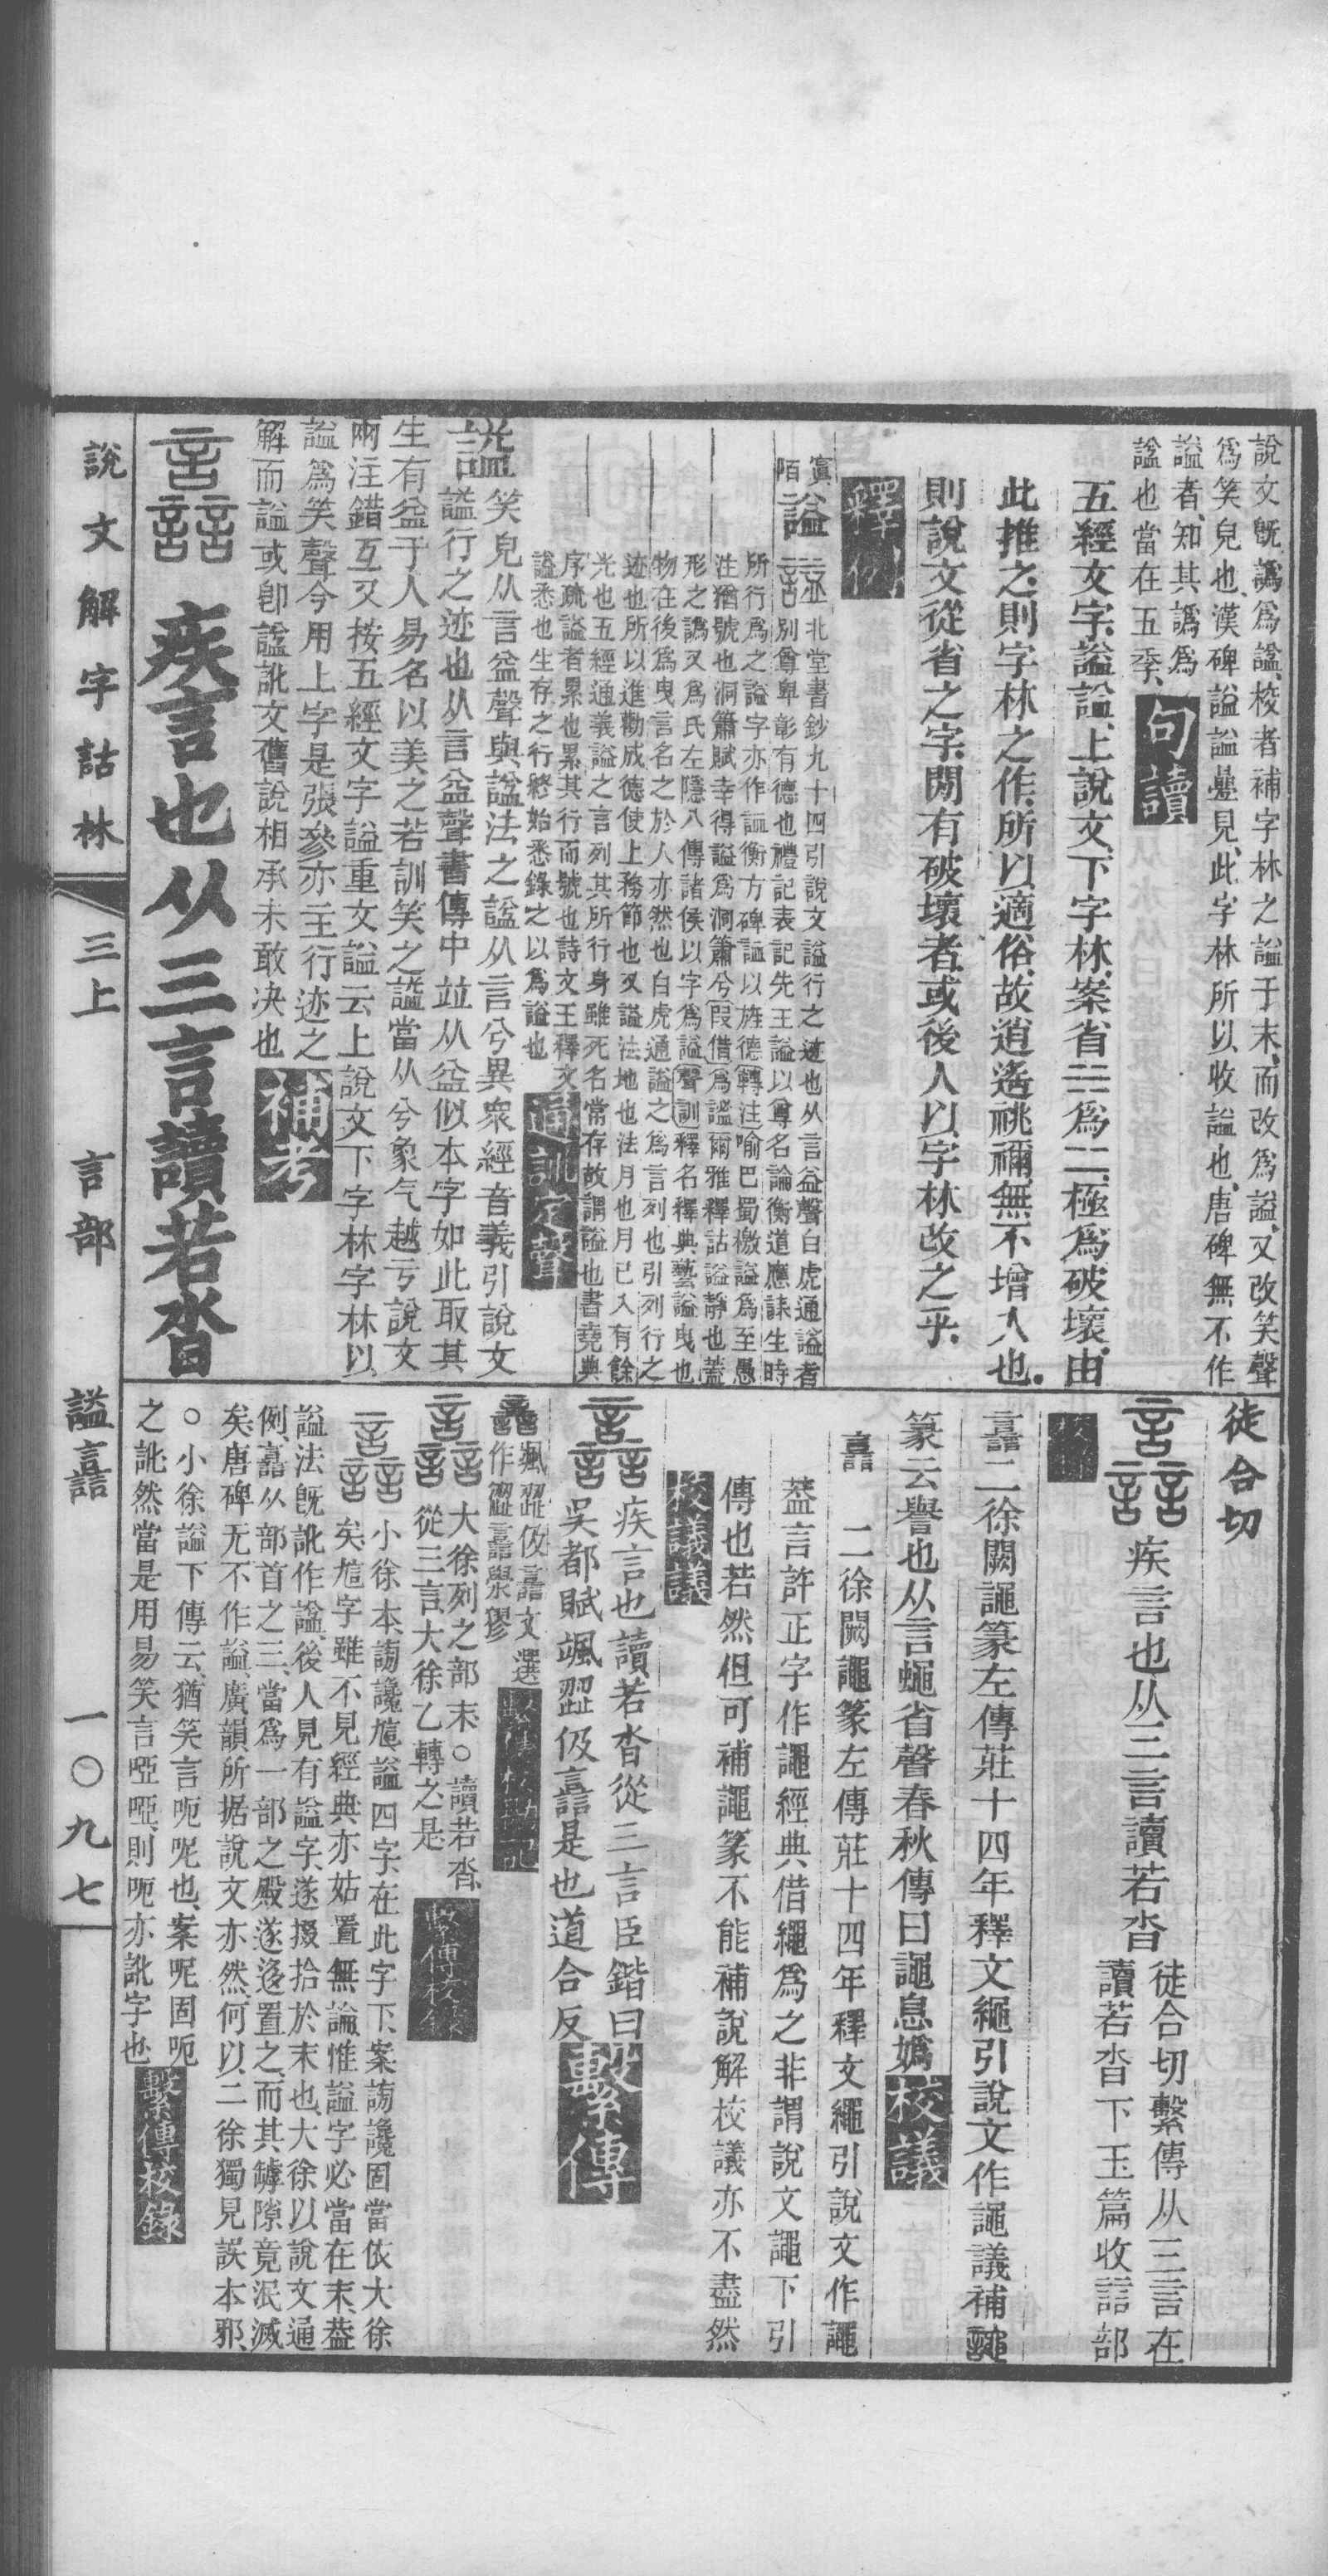 說文旣譌爲謚、校者補字林之謚于末、而改爲謚、又改笑聲
爲笑皃也、漢碑謚謚㬪見、此字林所以收謚也、唐碑無不作
謚者、知其譌爲
謚也當在五季、句讀
五經文字、謚謚、上說文、下字林、案省二爲二、極爲破壞、由
此推之、則字林之作、所以適俗、故逍遙祧禰、無不增入也、
則說文從省之字、閒有破壞者、或後人以字林改之乎、
釋例
謚北堂書鈔九十四引說文謚行之迹也从言益聲白虎通謚者
別尊卑彰有德也禮記表記先王謚以尊名論衡道應誄生時
所行爲之謚字亦作諡衡方碑諡以旌德轉注喻巴蜀檄謚爲至愚
注猶號也洞簫賦幸得謚爲洞簫兮假借爲謐爾雅釋詁謚靜也蓋
形之譌又爲氏左隱八傳諸侯以字爲謚聲訓釋名釋典藝謚曳也
物在後爲曳言名之於人亦然也白虎通謚之爲言列也引列行之
迹也所以進勸成德使上務節也又謚法地也法月也月已入有餘
光也五經通義謚之言列其所行身雖死名常存故謂謚也書堯典
序疏謚者累也累其行而號也詩文王釋文
謚悉也生存之行終始悉錄之以爲謚也通訓定聲
謚笑皃从言益聲與謚法之謚从言兮異衆經音義引說文
謚行之迹也从言益聲書傳中竝从益似本字如此取其
生有益于人易名以美之若訓笑之謚當从兮象气越亏說文
兩注錯互又按五經文字謚重文謚云上說文下字林字林以
謚爲笑聲今用上字是張參亦主行迹之
解而謚或卽謚訛文舊說相承未敢决也補考
譶 疾言也从三言讀若沓
徒合切
譶 疾言也从三言讀若沓 徒合切繫傳从三言在
讀若沓下玉篇收誩部
校錄
譶二徐闕譝篆左傳莊十四年釋文繩引說文作譝議補譝
篆云譽也从言蠅省聲春秋傳曰譝息嬀校議
譶 二徐闕譝篆左傳莊十四年釋文繩引說文作譝
葢言許正字作譝經典借繩爲之非謂說文譝下引
傳也若然但可補譝篆不能補說解校議亦不盡然
校議議
譶 疾言也讀若沓從三言臣鍇曰
吳都賦颯䎎伋譶是也道合反繫傳
譶 颯䎎伋譶文選
作澀譶㶀㺒繫傳校勘記
譶 大徐列之部末○讀若沓、
從三言、大徐乙轉之、是、繫傳校錄
譶 小徐本、訽讒㐌、謚四字、在此字下、案訽讒固當依大徐
矣、㐌字雖不見經典、亦姑置無論、惟謚字必當在末、葢
謚法旣訛作謚、後人見有謚字、遂掇拾於末也、大徐以說文通
例、譶从部首之三、當爲一部之殿、遂迻置之、而其罅隙竟泯滅
矣、唐碑无不作謚、廣韻所据說文亦然、何以二徐獨見誤本邪、
○小徐謚下傳云、猶笑言呃呢也、案呢固呃
之訛、然當是用易笑言啞啞、則呃亦訛字也、繫傳校錄
說文解字詁林 三上 言部 謚譶 一〇九七